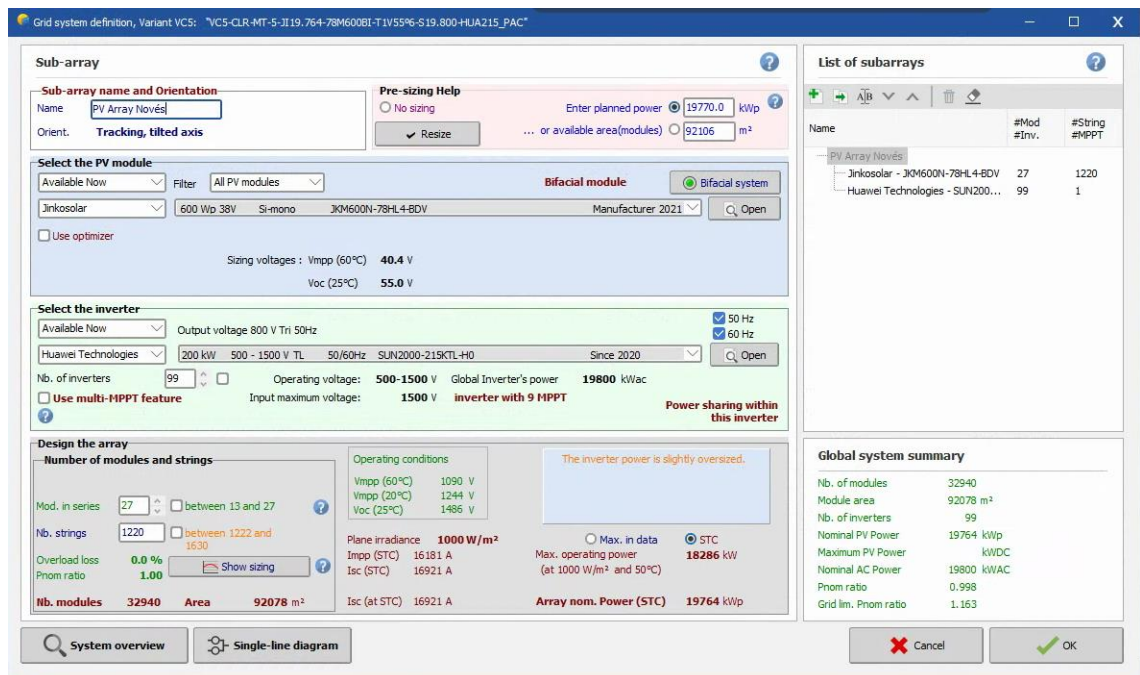 Grid system definition, Variant VC5: "VC5-CLR-MT-5-JI19.764-78M600BI-T1V55º6-S19.800-HUA215_PAC"
Sub-array
Sub-array name and Orientation
Name PV Array Novés
Orient. Tracking, tilted axis
Pre-sizing Help
No sizing
Enter planned power 19770.0 kWp
Resize
... or available area(modules) 92106 m²
Select the PV module
Available Now
Filter All PV modules
Bifacial module
Bifacial system
Jinkosolar
600 Wp 38V Si-mono JKM600N-78HL4-BDV Manufacturer 2021
Open
Use optimizer
Sizing voltages : Vmpp (60°C) 40.4 V
Voc (25°C) 55.0 V
Select the inverter
Available Now
Output voltage 800 V Tri 50Hz
50 Hz
60 Hz
Huawei Technologies
200 kW 500 - 1500 V TL 50/60Hz SUN2000-215KTL-H0 Since 2020
Open
Nb. of inverters 99
Operating voltage: 500-1500 V Global Inverter's power 19800 kWac
Use multi-MPPT feature
Input maximum voltage: 1500 V inverter with 9 MPPT
Power sharing within
this inverter
Design the array
Number of modules and strings
Mod. in series 27 between 13 and 27
Nb. strings 1220 between 1222 and
1630
Overload loss 0.0 %
Pnom ratio 1.00
Show sizing
Nb. modules 32940 Area 92078 m²
Operating conditions
Vmpp (60°C) 1090 V
Vmpp (20°C) 1244 V
Voc (25°C) 1486 V
Plane irradiance 1000 W/m²
Impp (STC) 16181 A
Isc (STC) 16921 A
Isc (at STC) 16921 A
The inverter power is slightly oversized.
Max. in data STC
Max. operating power 18286 kW
(at 1000 W/m² and 50°C)
Array nom. Power (STC) 19764 kWp
System overview
Single-line diagram
List of subarrays
Name #Mod #String
#Inv. #MPPT
PV Array Novés
Jinkosolar - JKM600N-78HL4-BDV 27 1220
Huawei Technologies - SUN200... 99 1
Global system summary
Nb. of modules 32940
Module area 92078 m²
Nb. of inverters 99
Nominal PV Power 19764 kWp
Maximum PV Power kWDC
Nominal AC Power 19800 kWAC
Pnom ratio 0.998
Grid lim. Pnom ratio 1.163
Cancel
OK